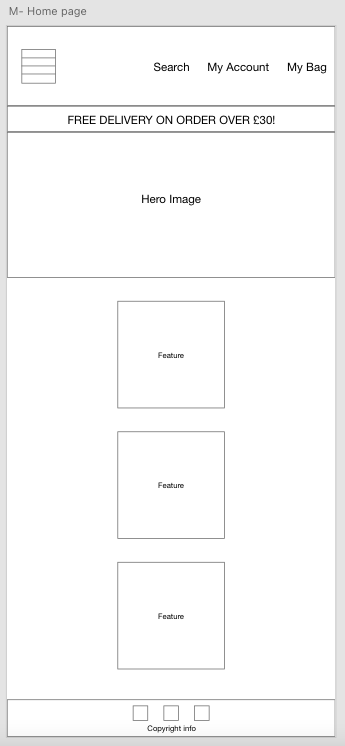 M- Home page
Search My Account My Bag
FREE DELIVERY ON ORDER OVER £30!
Hero Image
Feature
Feature
Feature
Copyright info